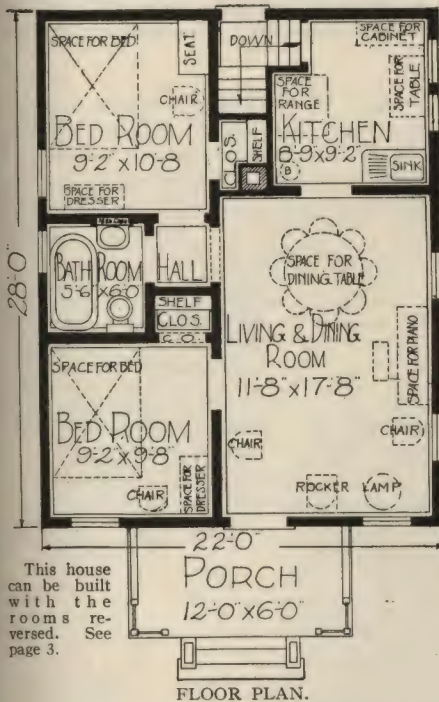 SPACE FOR BED
SEAT
CHAIR
BED ROOM
9'-2" x 10'-8
SPACE FOR
DRESSER
DOWN
CLOS.
SHELF
SPACE FOR
CABINET
SPACE FOR
TABLE
SPACE
FOR
RANGE
KITCHEN
8'-9 x 9'-2"
B
SINK
28'-0"
BATH ROOM
5'-6" x 6'-0"
HALL
SHELF
CLOS.
C.O.
SPACE FOR
DINING TABLE
LIVING & DINING
ROOM
11'-8" x 17'-8"
SPACE FOR PIANO
SPACE FOR BED
BED ROOM
9'-2" x 9'-8"
CHAIR
SPACE FOR
DRESSER
CHAIR
CHAIR
ROCKER
LAMP
22'-0"
PORCH
12'-0" x 6'-0"
This house
can be built
with the
rooms re-
versed. See
page 3.
FLOOR PLAN.